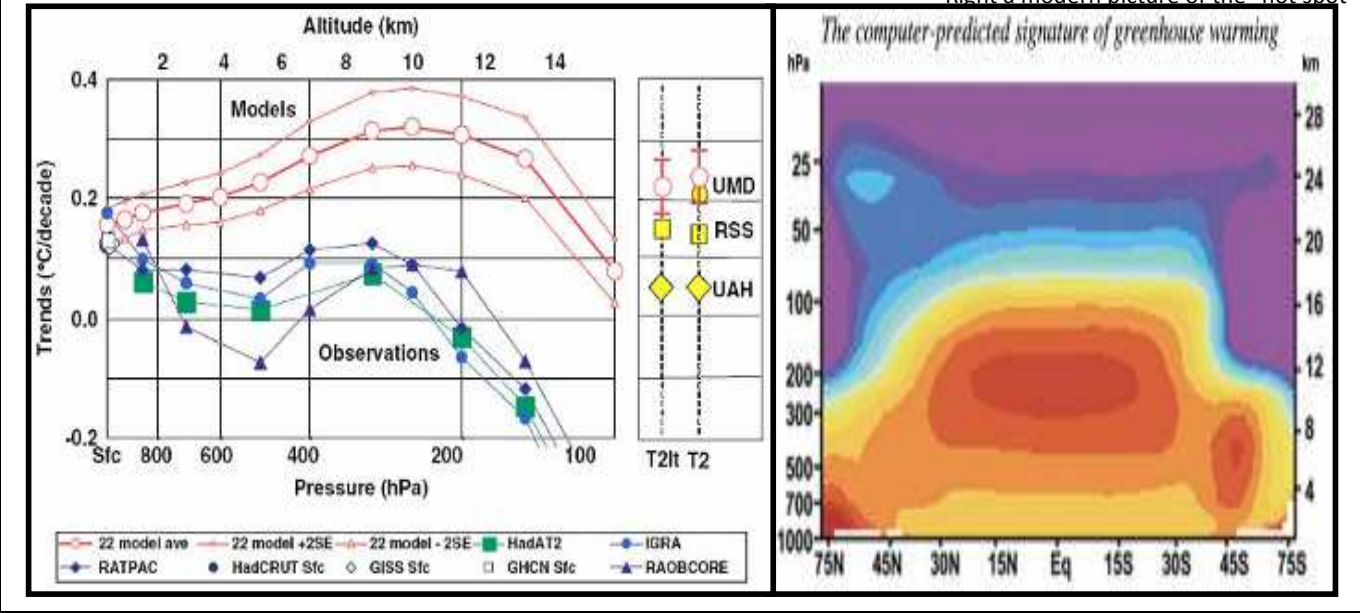 Right a modern picture of the "hot spot
Altitude (km)
2 4 6 8 10 12 14
0.4
0.2
0.0
-0.2
Trends (°C/decade)
Models
Observations
Sfc 800 600 400 200 100
Pressure (hPa)
UMD
RSS
UAH
T2lt T2
22 model ave 22 model +2SE 22 model - 2SE HadAT2 IGRA
RATPAC HadCRUT Sfc GISS Sfc GHCN Sfc RAOBCORE
The computer-predicted signature of greenhouse warming
hPa km
25
50
100
200
300
500
700
1000
28
24
20
16
12
8
4
75N 45N 30N 15N Eq 15S 30S 45S 75S